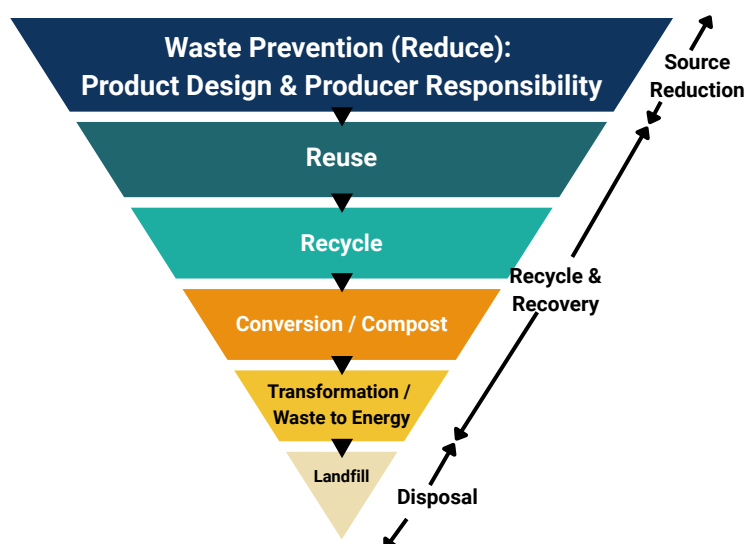 Waste Prevention (Reduce):
Product Design & Producer Responsibility
Source
Reduction
Reuse
Recycle
Recycle &
Recovery
Conversion / Compost
Transformation /
Waste to Energy
Landfill
Disposal